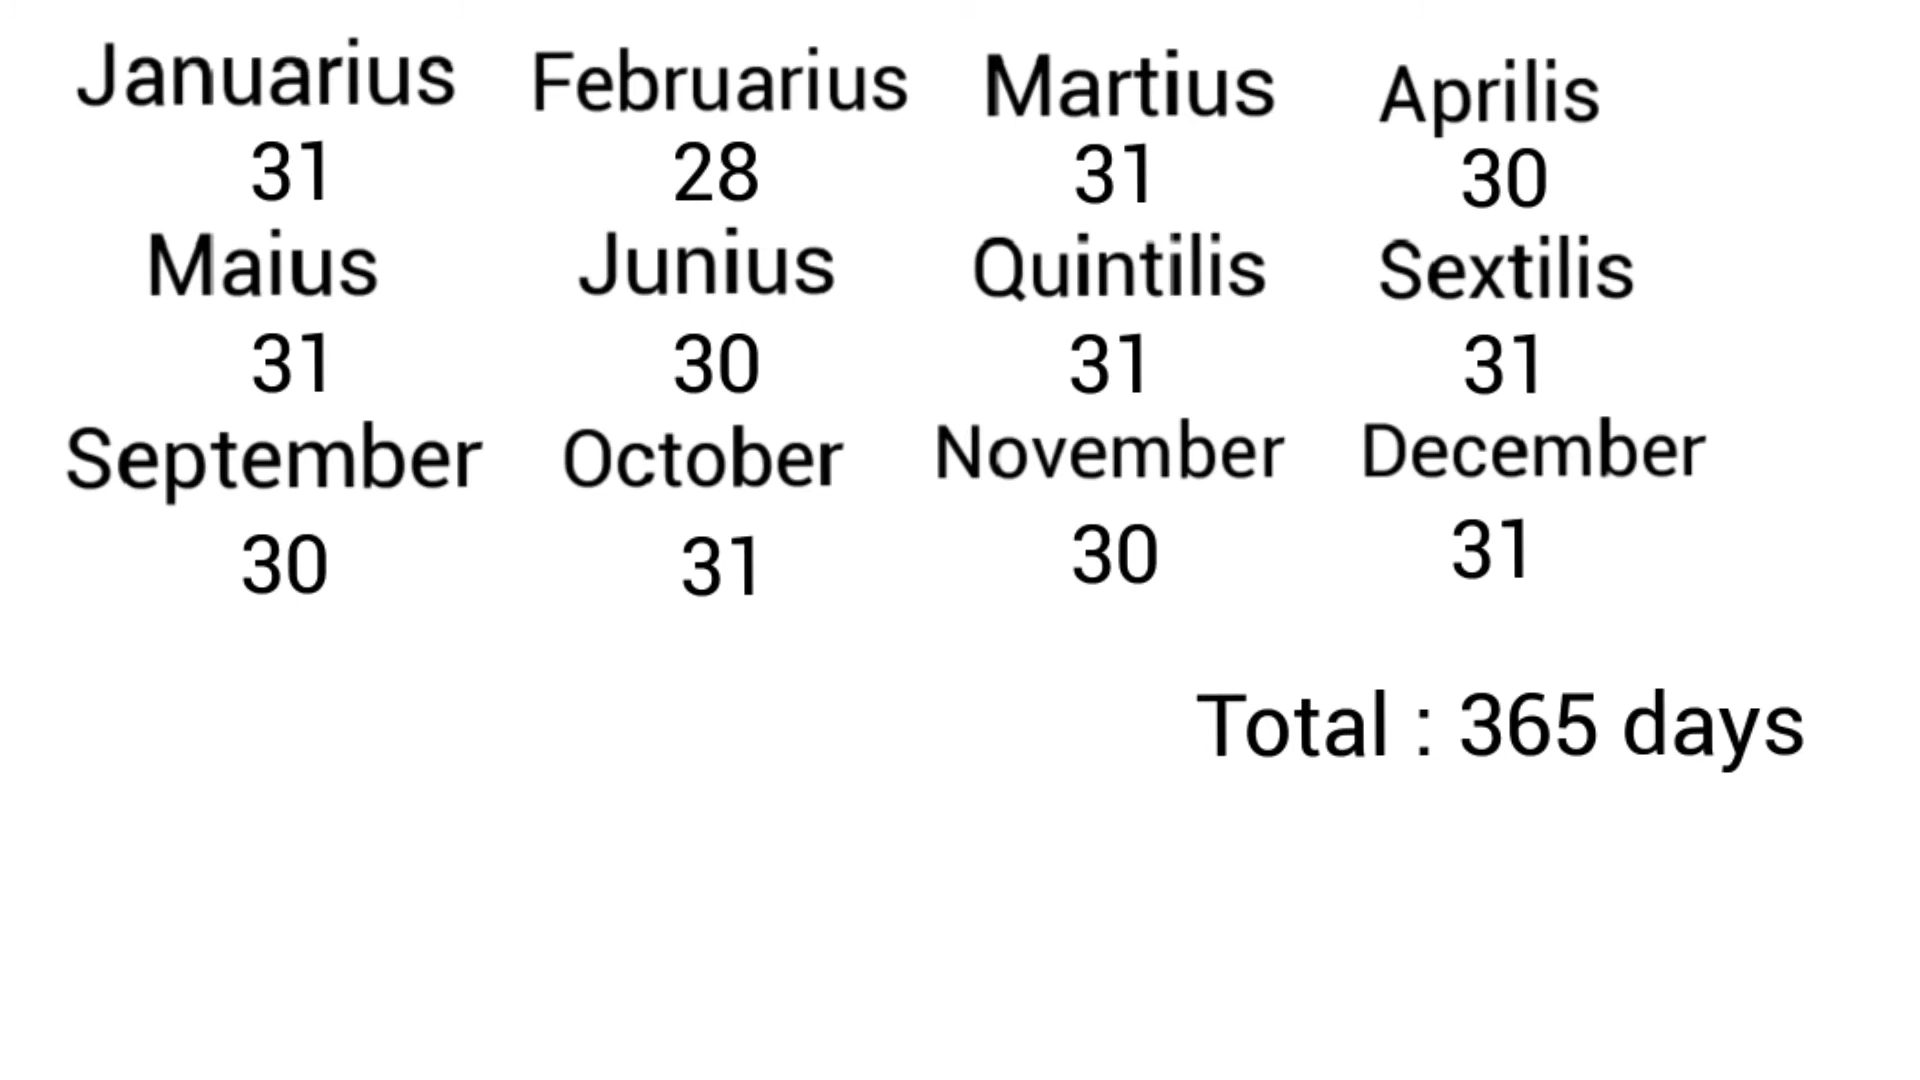 Januarius Februarius Martius Aprilis
31 28 31 30
Maius Junius Quintilis Sextilis
31 30 31 31
September October November December
30 31 30 31
Total : 365 days